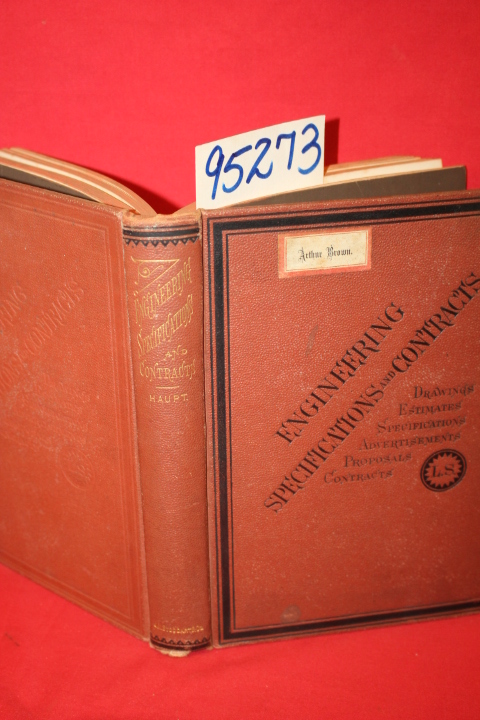 95273
Arthur Brown.
ENGINEERING
SPECIFICATIONS AND CONTRACTS
DRAWINGS
ESTIMATES
SPECIFICATIONS
ADVERTISEMENTS
PROPOSALS
CONTRACTS
L.S.
ENGINEERING
SPECIFICATIONS
AND
CONTRACTS
HAUPT.